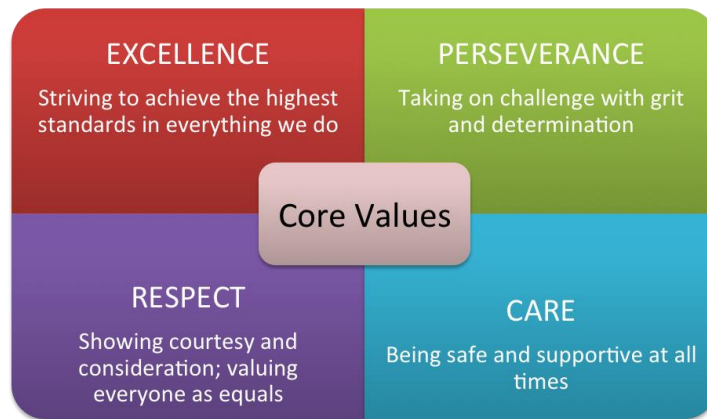 EXCELLENCE
Striving to achieve the highest
standards in everything we do
PERSEVERANCE
Taking on challenge with grit
and determination
Core Values
RESPECT
Showing courtesy and
consideration; valuing
everyone as equals
CARE
Being safe and supportive at all
times